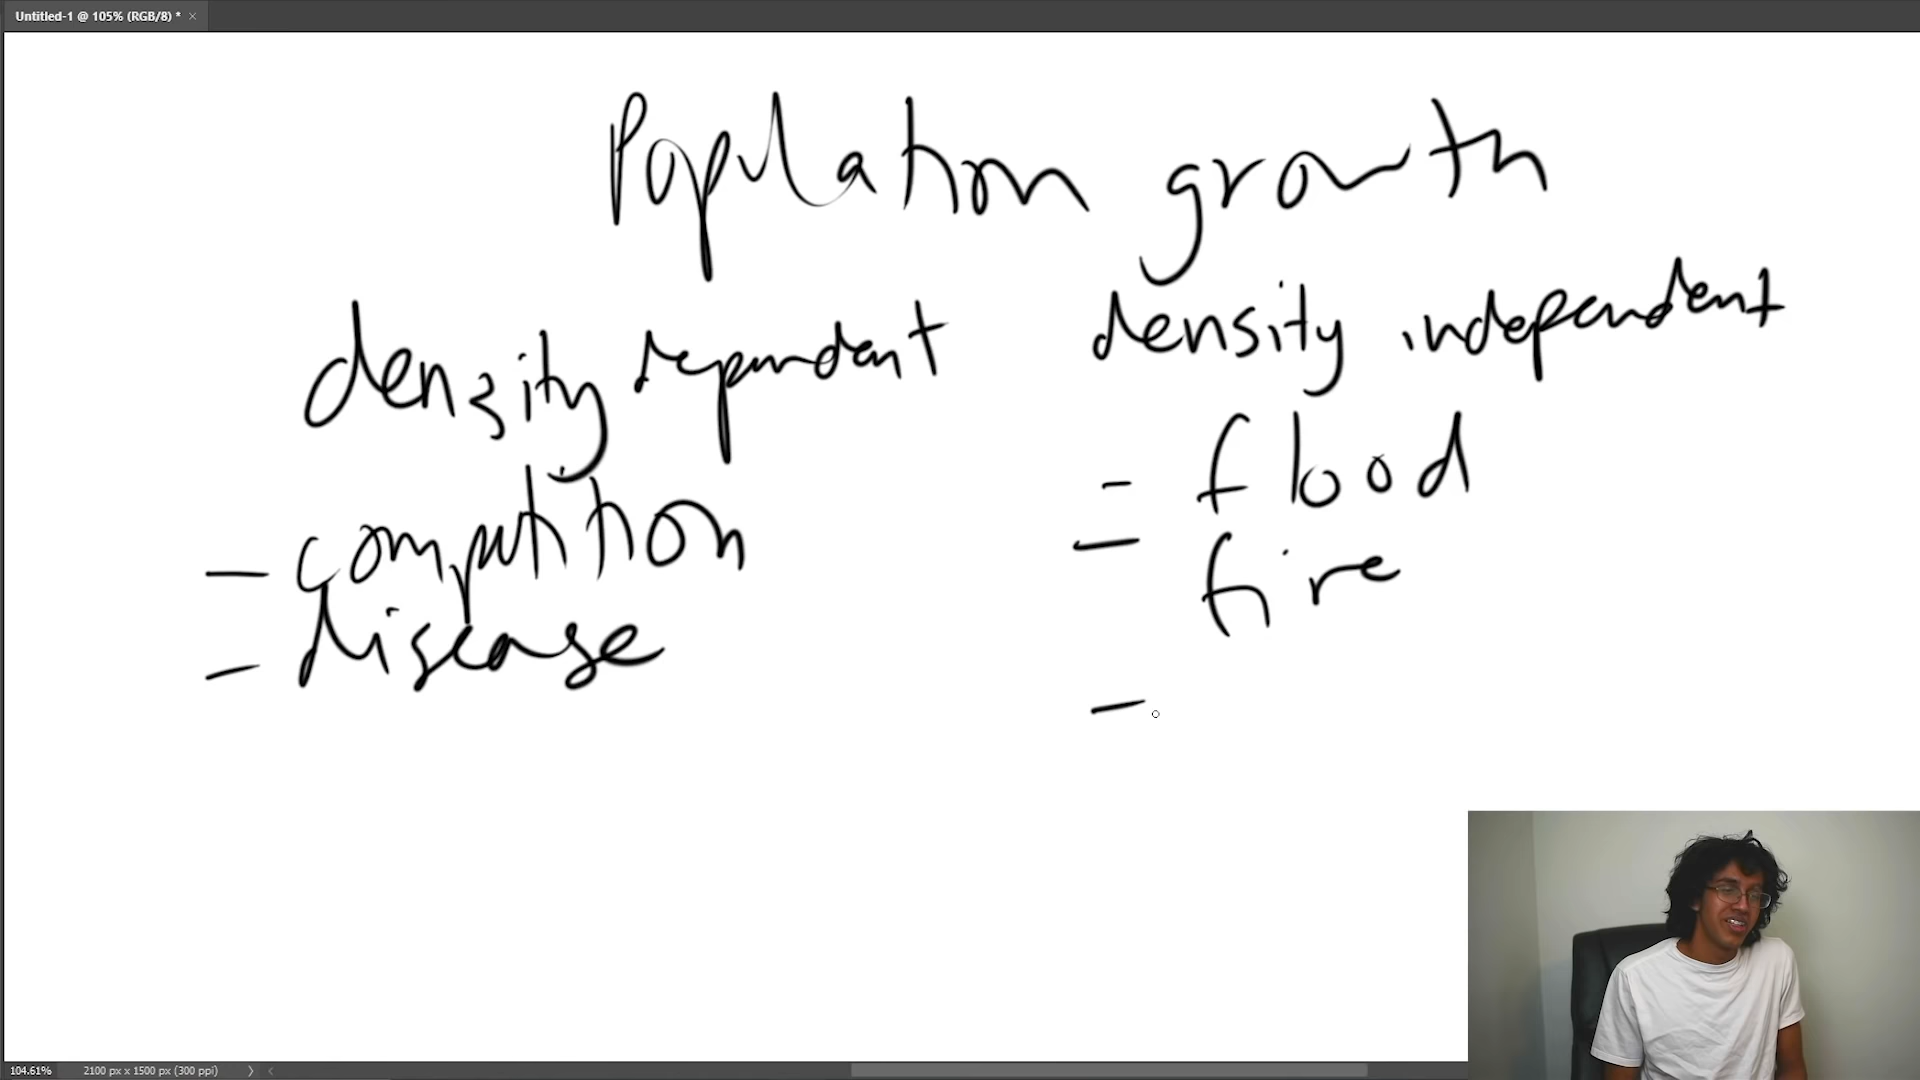 Untitled-1 @ 105% (RGB/8) * ×
Population growth
density dependent
- competition
- disease
density independent
- flood
- fire
-
104.61% 2100 px x 1500 px (300 ppi) > <